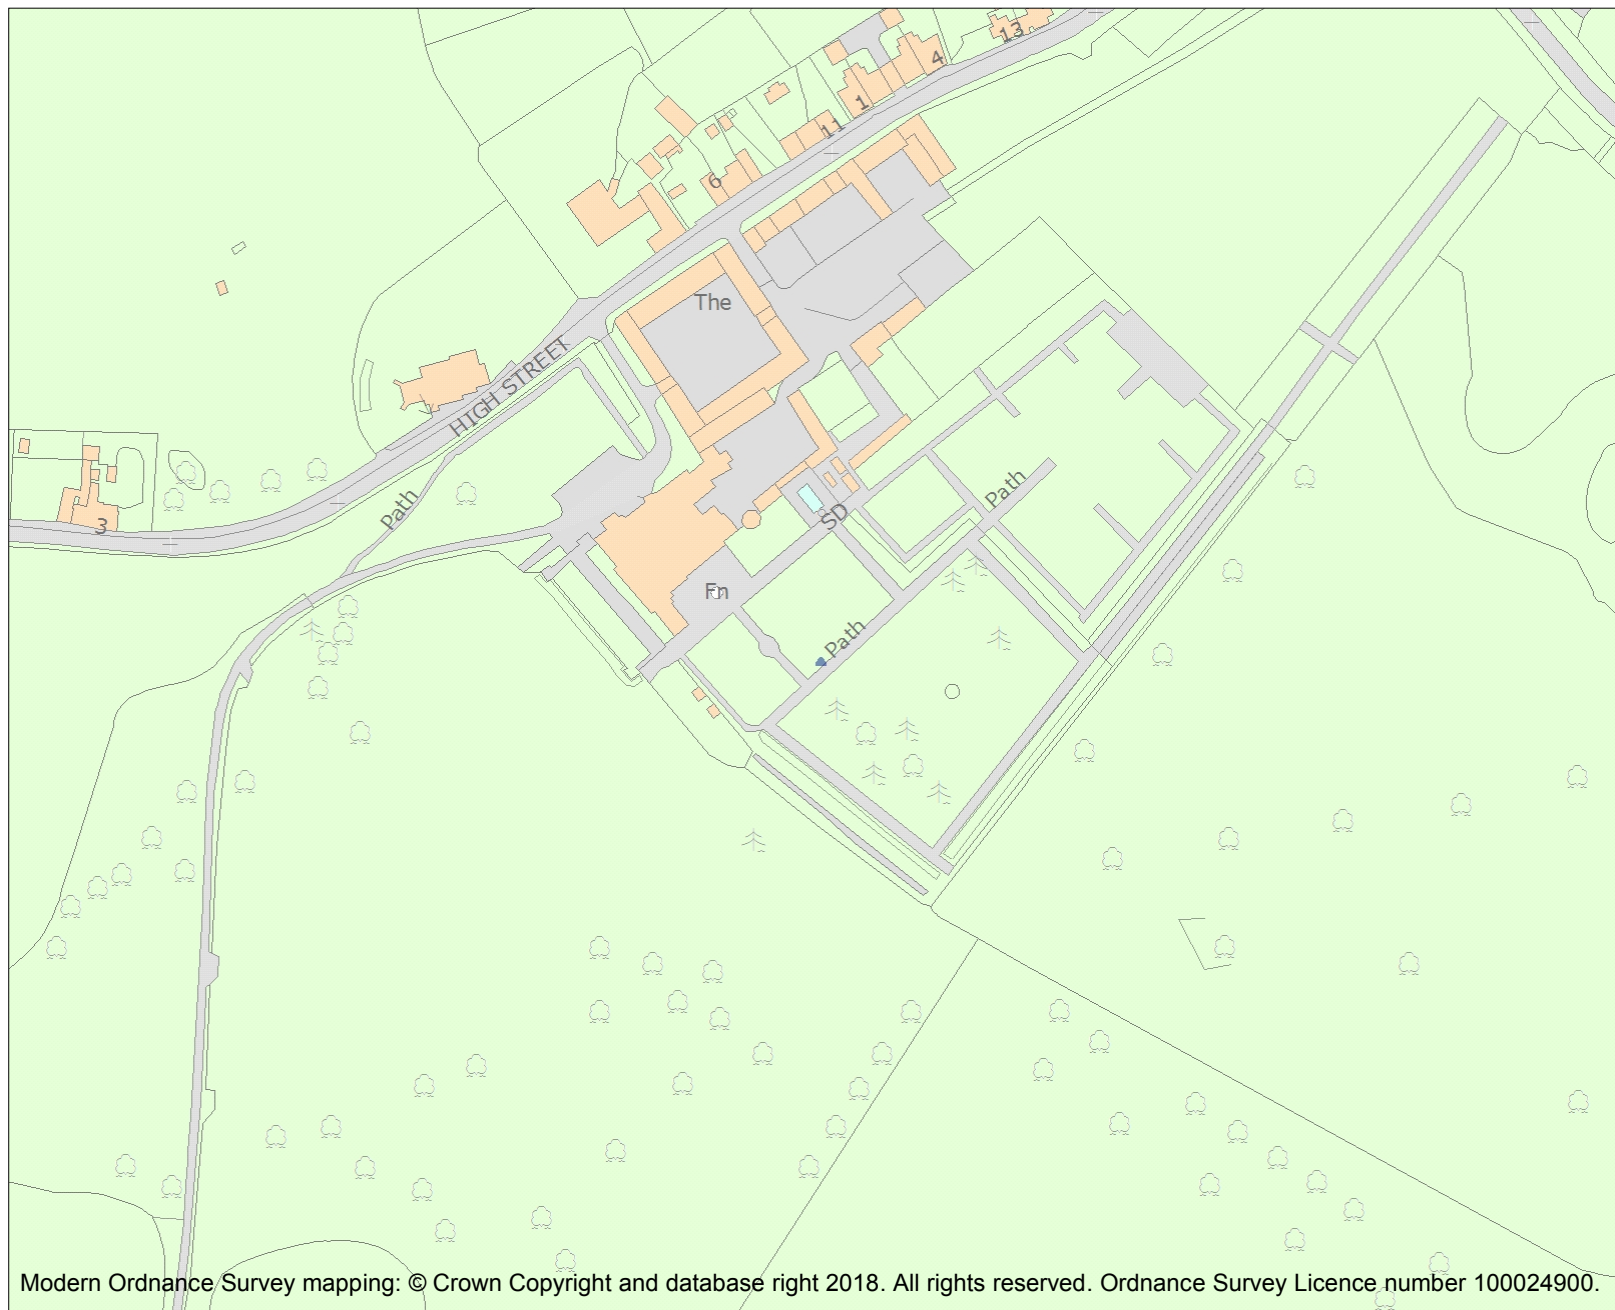 13
4
1
11
6
The
HIGH STREET
Path
3
Path
SD
Fn
Path
Modern Ordnance Survey mapping: © Crown Copyright and database right 2018. All rights reserved. Ordnance Survey Licence number 100024900.